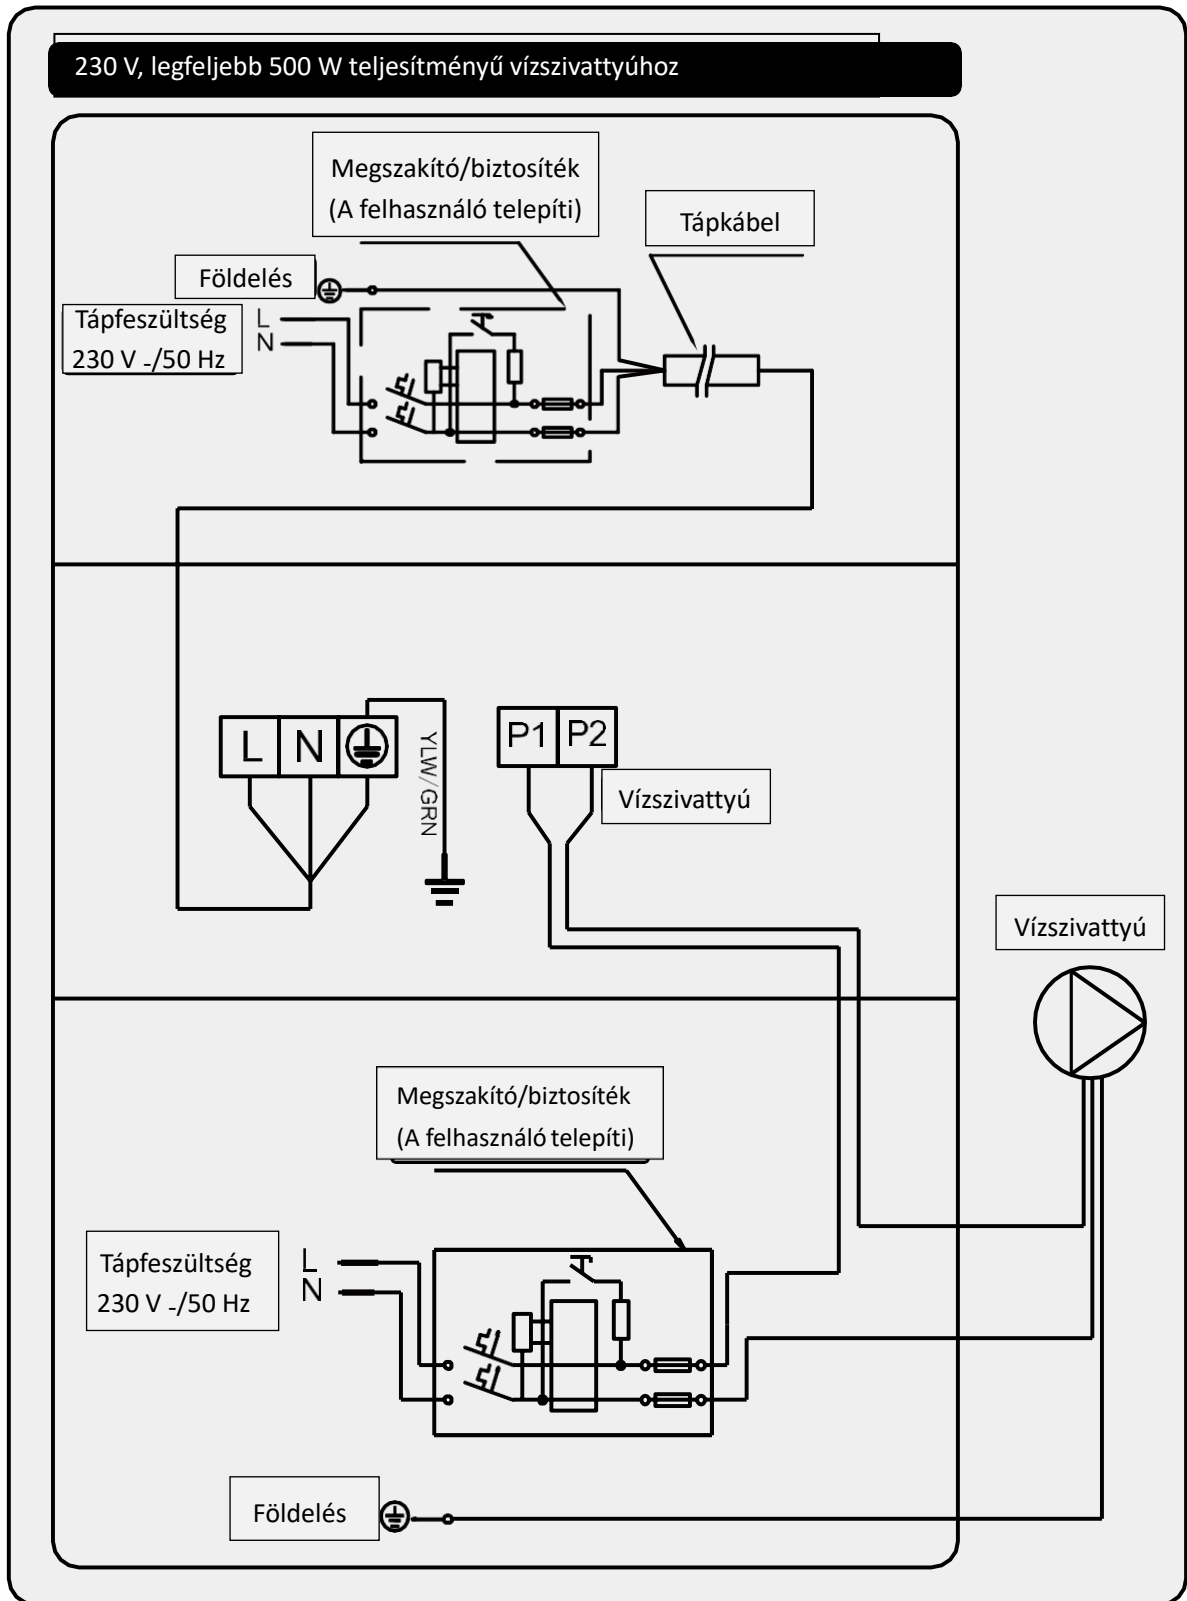 230 V, legfeljebb 500 W teljesítményű vízszivattyúhoz
Megszakító/biztosíték
(A felhasználó telepíti)
Tápkábel
Földelés
Tápfeszültség
230 V -/50 Hz
L
N
L N
YLW/GRN
P1 P2
Vízszivattyú
Vízszivattyú
Megszakító/biztosíték
(A felhasználó telepíti)
Tápfeszültség
230 V -/50 Hz
L
N
Földelés